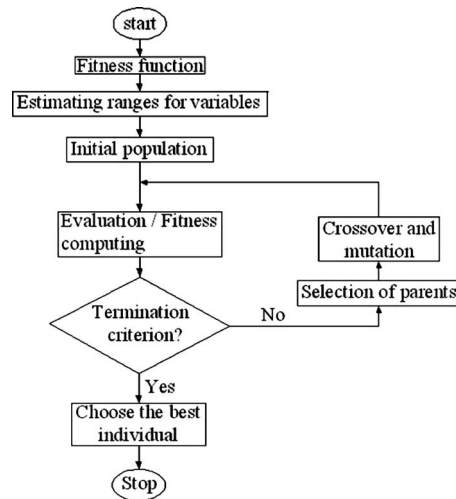 start
Fitness function
Estimating ranges for variables
Initial population
Evaluation / Fitness
computing
Crossover and
mutation
Selection of parents
Termination
criterion?
No
Yes
Choose the best
individual
Stop